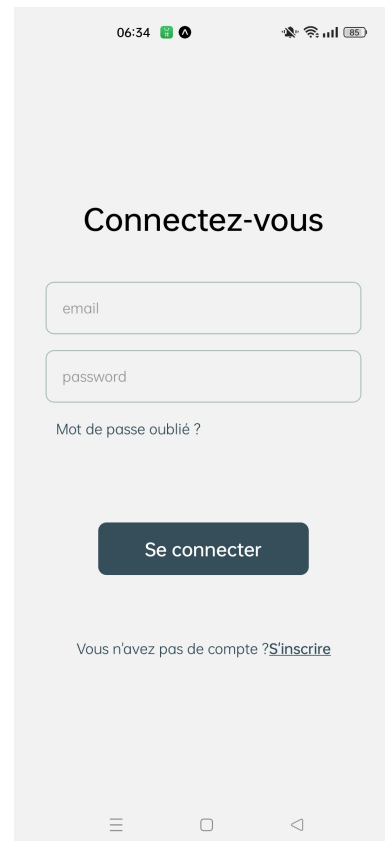 06:34 85
Connectez-vous
email
password
Mot de passe oublié ?
Se connecter
Vous n'avez pas de compte ?S'inscrire